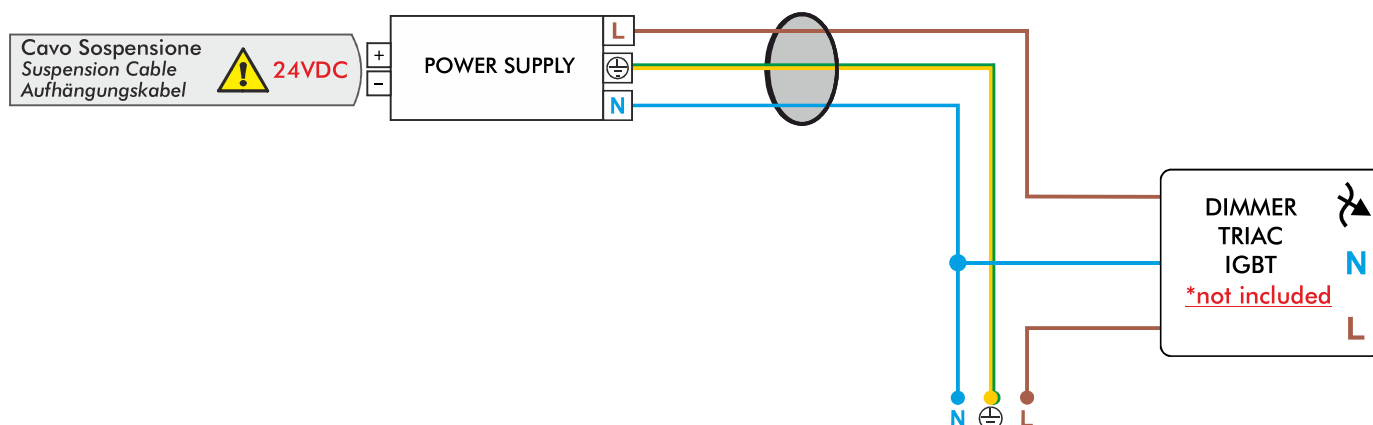 Cavo Sospensione
Suspension Cable
Aufhängungskabel
24VDC
+
−
POWER SUPPLY
L
N
DIMMER
TRIAC
IGBT
*not included
N
L
N
L